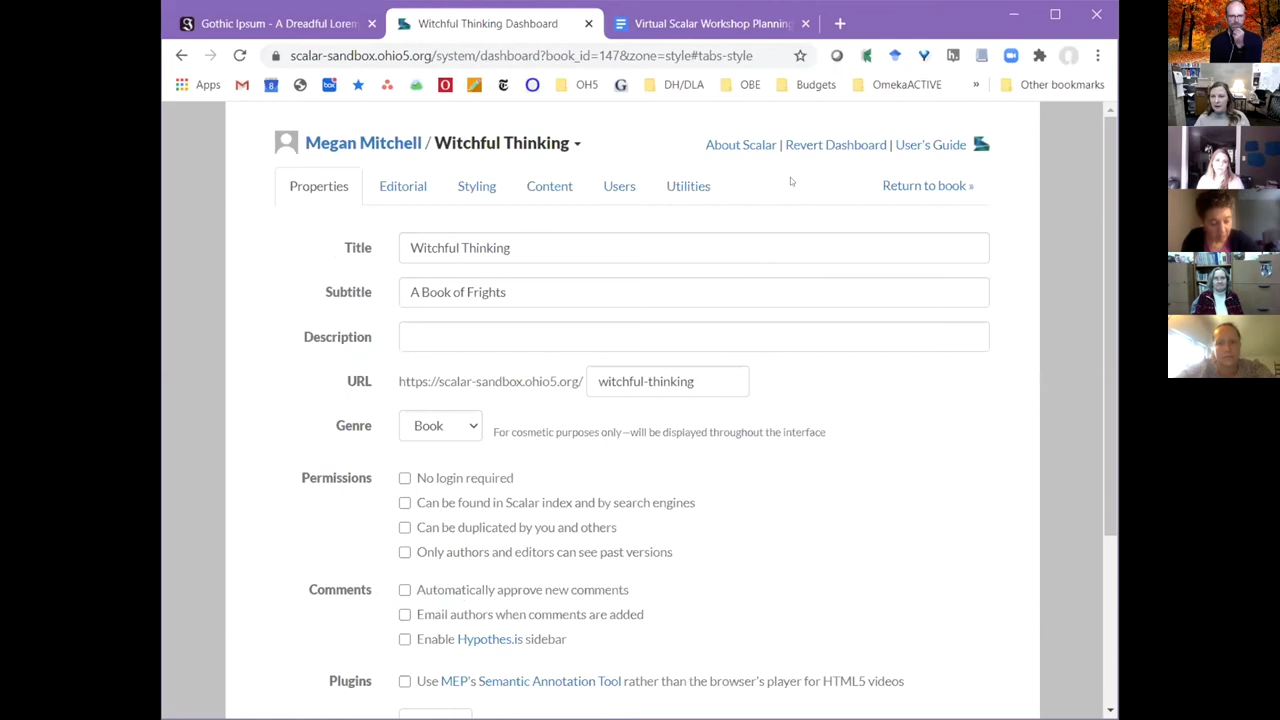 Gothic Ipsum - A Dreadful Lorem
Witchful Thinking Dashboard
Virtual Scalar Workshop Planning
scalar-sandbox.ohio5.org/system/dashboard?book_id=147&zone=style#tabs-style
Apps
OH5
DH/DLA
OBE
Budgets
OmekaACTIVE
»
Other bookmarks
Megan Mitchell / Witchful Thinking
About Scalar | Revert Dashboard | User's Guide
Properties
Editorial
Styling
Content
Users
Utilities
Return to book »
Title
Witchful Thinking
Subtitle
A Book of Frights
Description
URL
https://scalar-sandbox.ohio5.org/
witchful-thinking
Genre
Book
For cosmetic purposes only—will be displayed throughout the interface
Permissions
No login required
Can be found in Scalar index and by search engines
Can be duplicated by you and others
Only authors and editors can see past versions
Comments
Automatically approve new comments
Email authors when comments are added
Enable Hypothes.is sidebar
Plugins
Use MEP's Semantic Annotation Tool rather than the browser's player for HTML5 videos